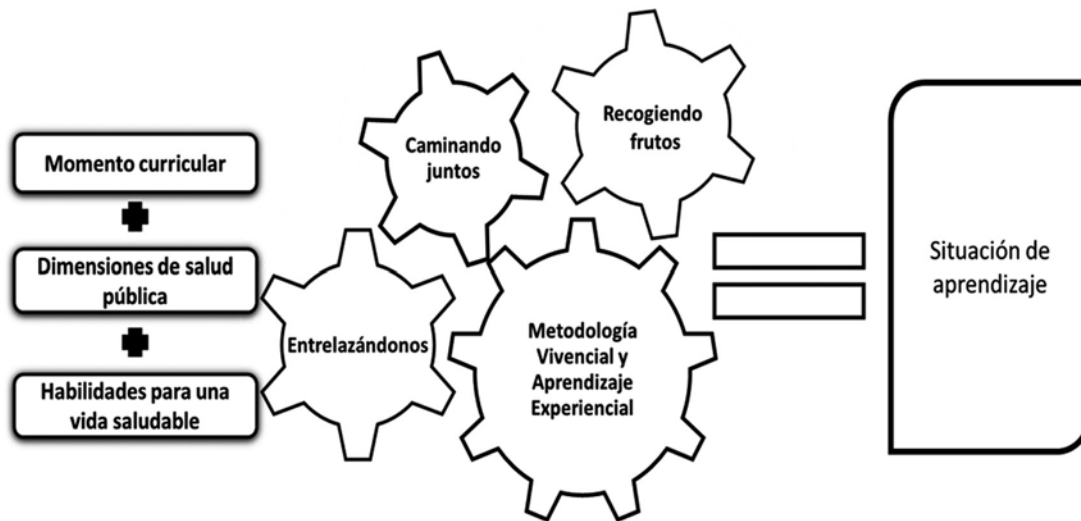 Momento curricular
Dimensiones de salud
pública
Habilidades para una
vida saludable
Entrelazándonos
Caminando
juntos
Recogiendo
frutos
Metodología
Vivencial y
Aprendizaje
Experiencial
Situación de
aprendizaje